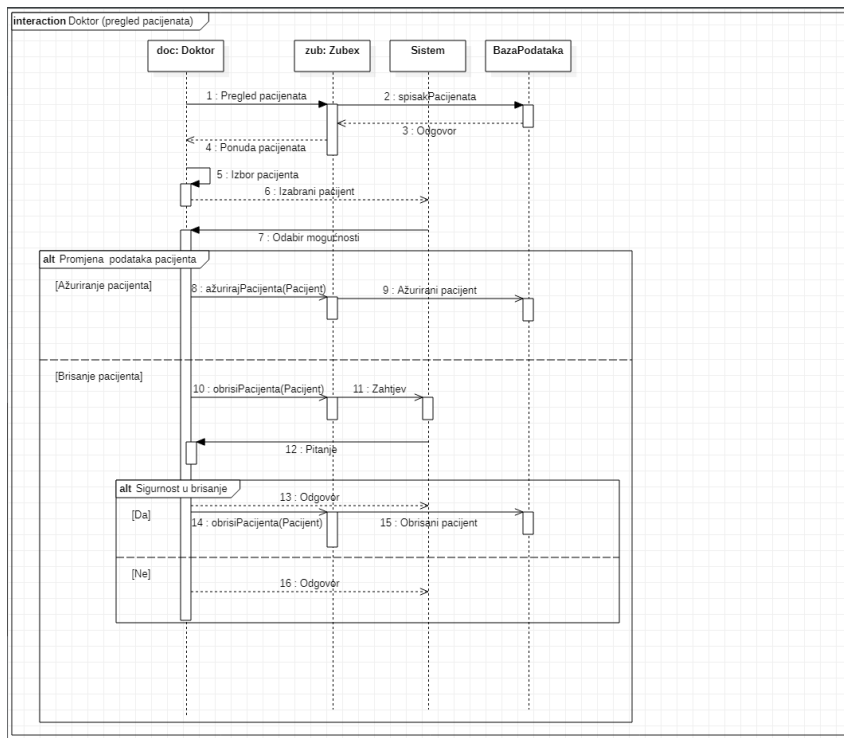 interaction Doktor (pregled pacijenata)
doc: Doktor
zub: Zubex
Sistem
BazaPodataka
1 : Pregled pacijenata
2 : spisakPacijenata
3 : Odgovor
4 : Ponuda pacijenata
5 : Izbor pacijenta
6 : Izabrani pacijent
7 : Odabir mogućnosti
alt Promjena podataka pacijenta
[Ažuriranje pacijenta]
8 : ažurirajPacijenta(Pacijent)
9 : Ažurirani pacijent
[Brisanje pacijenta]
10 : obrisiPacijenta(Pacijent)
11 : Zahtjev
12 : Pitanje
alt Sigurnost u brisanje
13 : Odgovor
[Da]
14 : obrisiPacijenta(Pacijent)
15 : Obrisani pacijent
[Ne]
16 : Odgovor